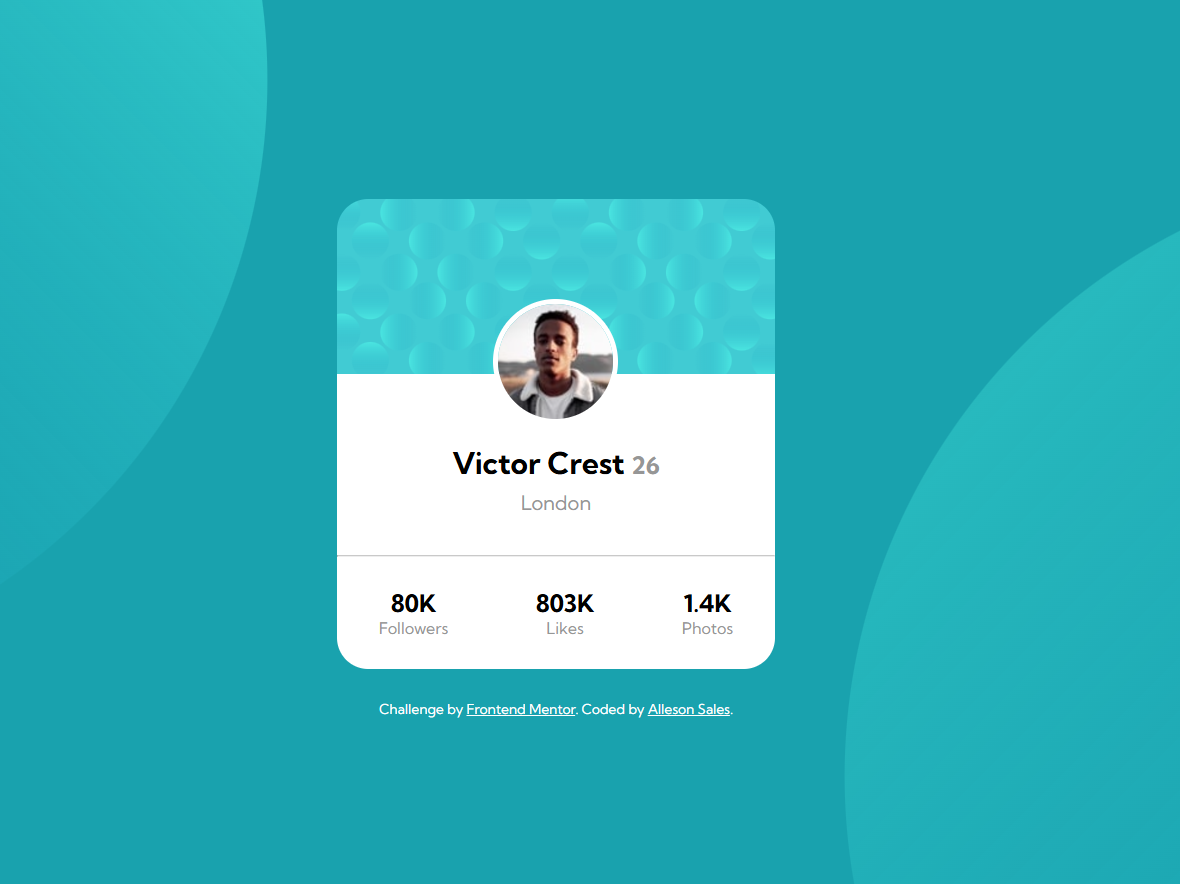 Victor Crest 26
London
80K 803K 1.4K
Followers Likes Photos
Challenge by Frontend Mentor. Coded by Alleson Sales.